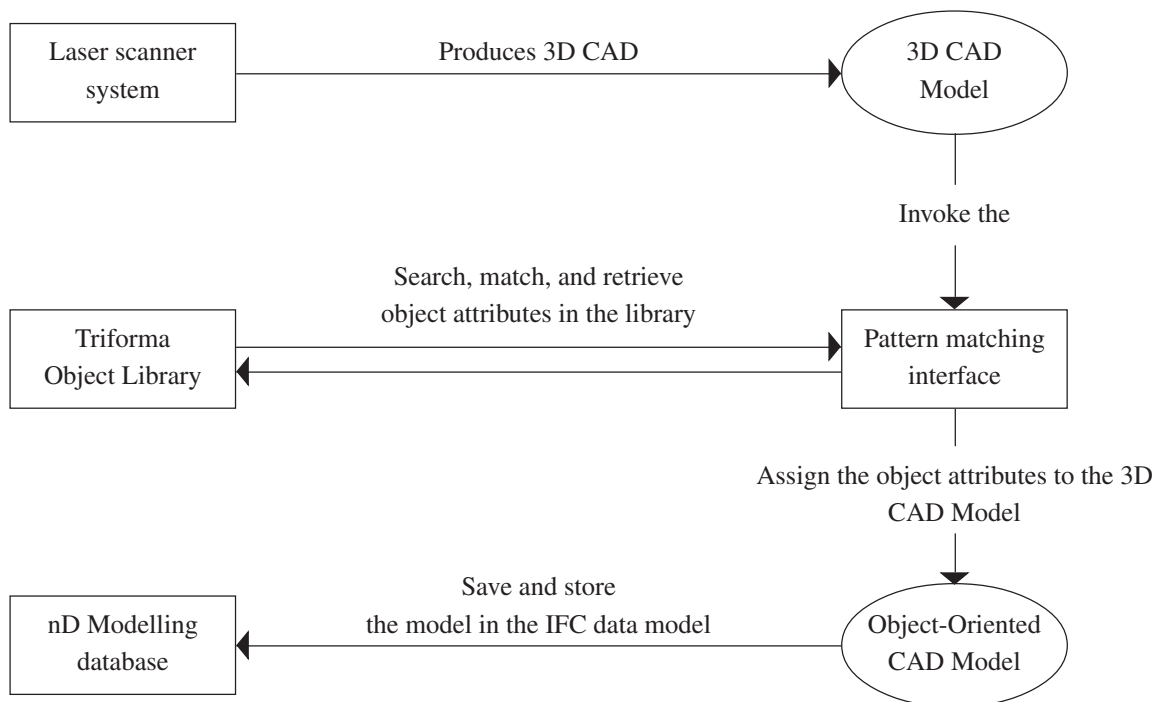 Laser scanner
system
Produces 3D CAD
3D CAD
Model
Invoke the
Search, match, and retrieve
object attributes in the library
Triforma
Object Library
Pattern matching
interface
Assign the object attributes to the 3D
CAD Model
Save and store
the model in the IFC data model
nD Modelling
database
Object-Oriented
CAD Model